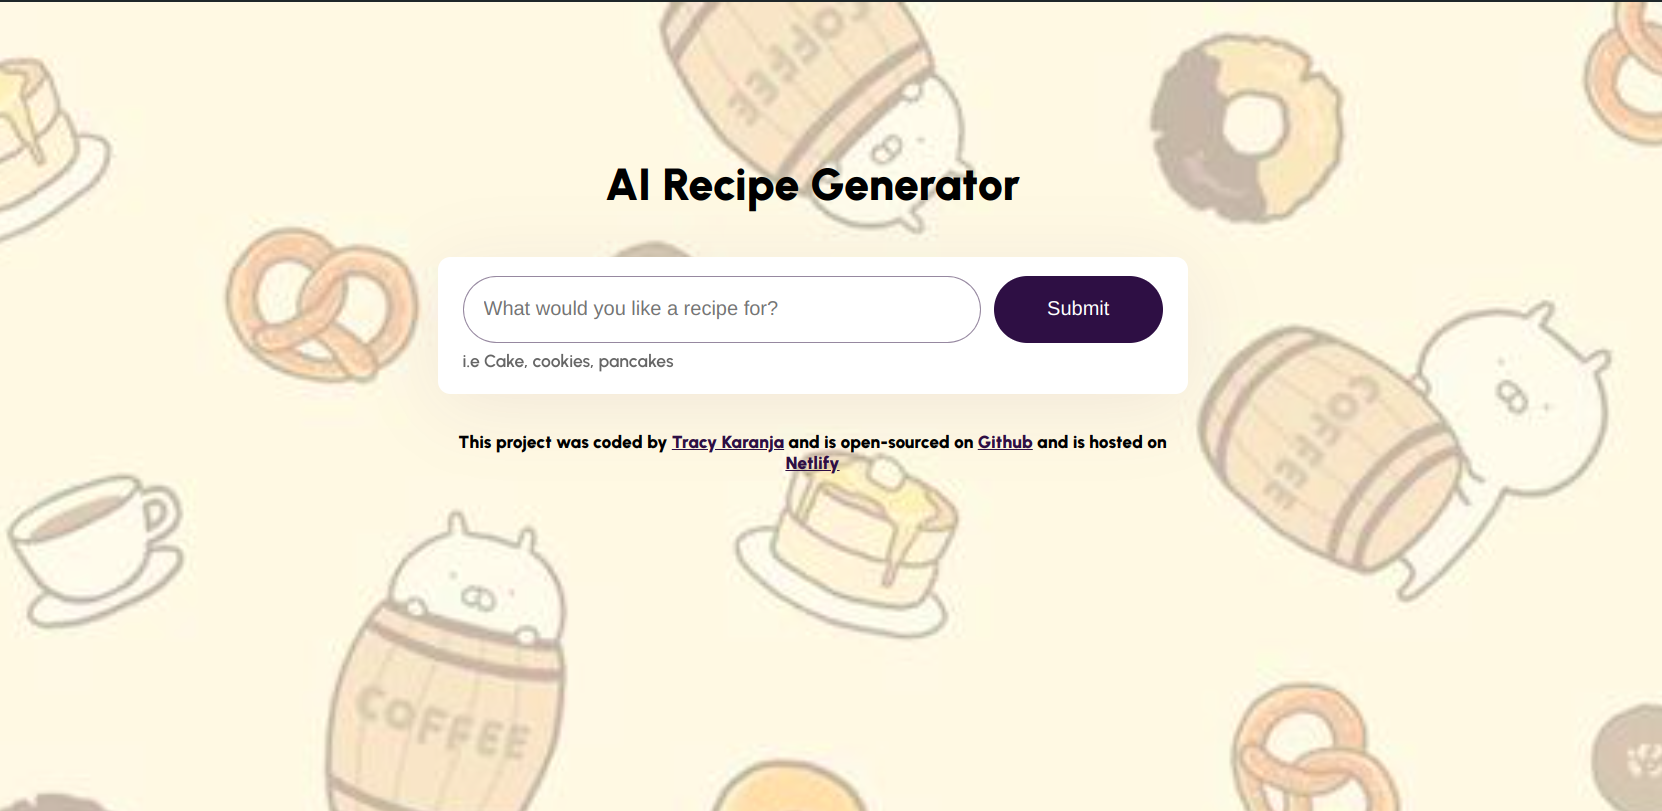 COFFEE
AI Recipe Generator
What would you like a recipe for?
Submit
i.e Cake, cookies, pancakes
This project was coded by Tracy Karanja and is open-sourced on Github and is hosted on
Netlify
COFFEE
COFFEE